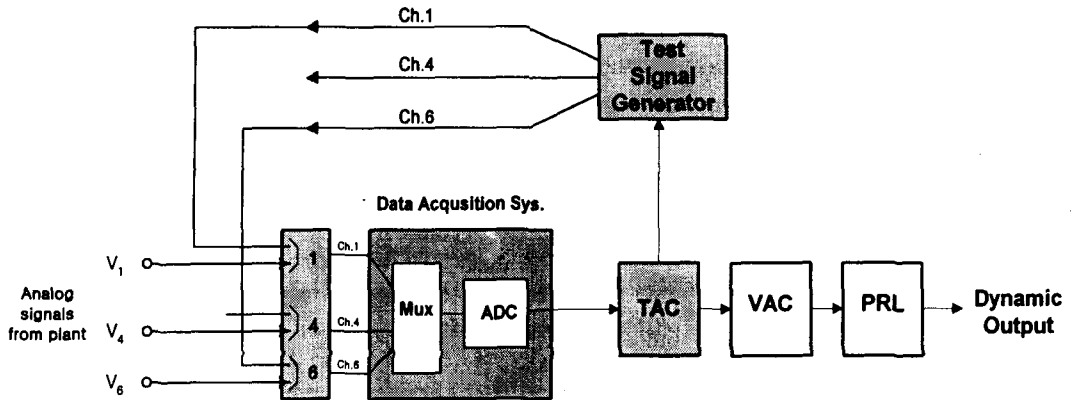 Ch.1
Ch.4
Ch.6
Test
Signal
Generator
Data Acqusition Sys.
Analog
signals
from plant
V1
V4
V6
1
4
6
Ch.1
Ch.4
Ch.6
Mux
ADC
TAC
VAC
PRL
Dynamic
Output